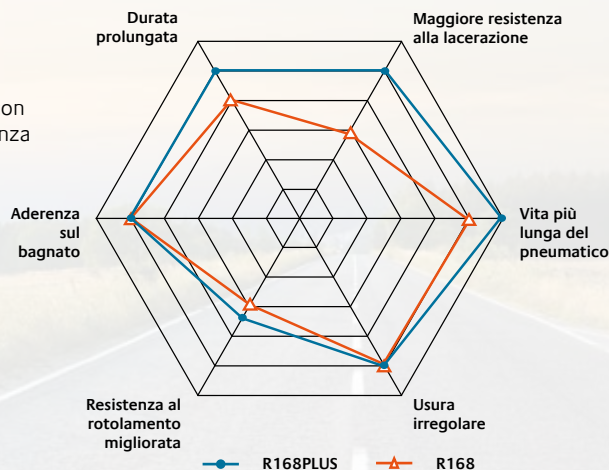 Durata
prolungata
Maggiore resistenza
alla lacerazione
Aderenza
sul
bagnato
Vita più
lunga del
pneumatico
Resistenza al
rotolamento
migliorata
Usura
irregolare
R168PLUS
R168